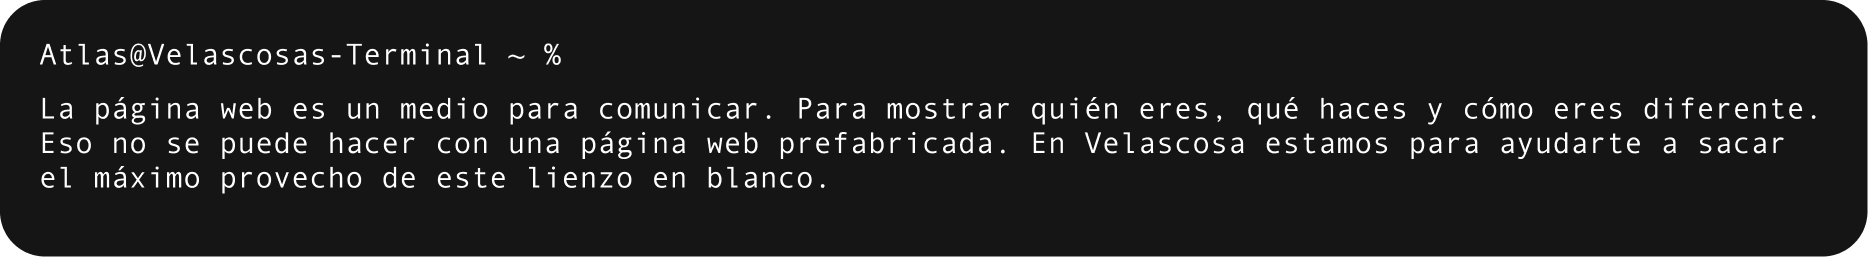 Atlas@Velascosas-Terminal ~ %
La página web es un medio para comunicar. Para mostrar quién eres, qué haces y cómo eres diferente.
Eso no se puede hacer con una página web prefabricada. En Velascosa estamos para ayudarte a sacar
el máximo provecho de este lienzo en blanco.